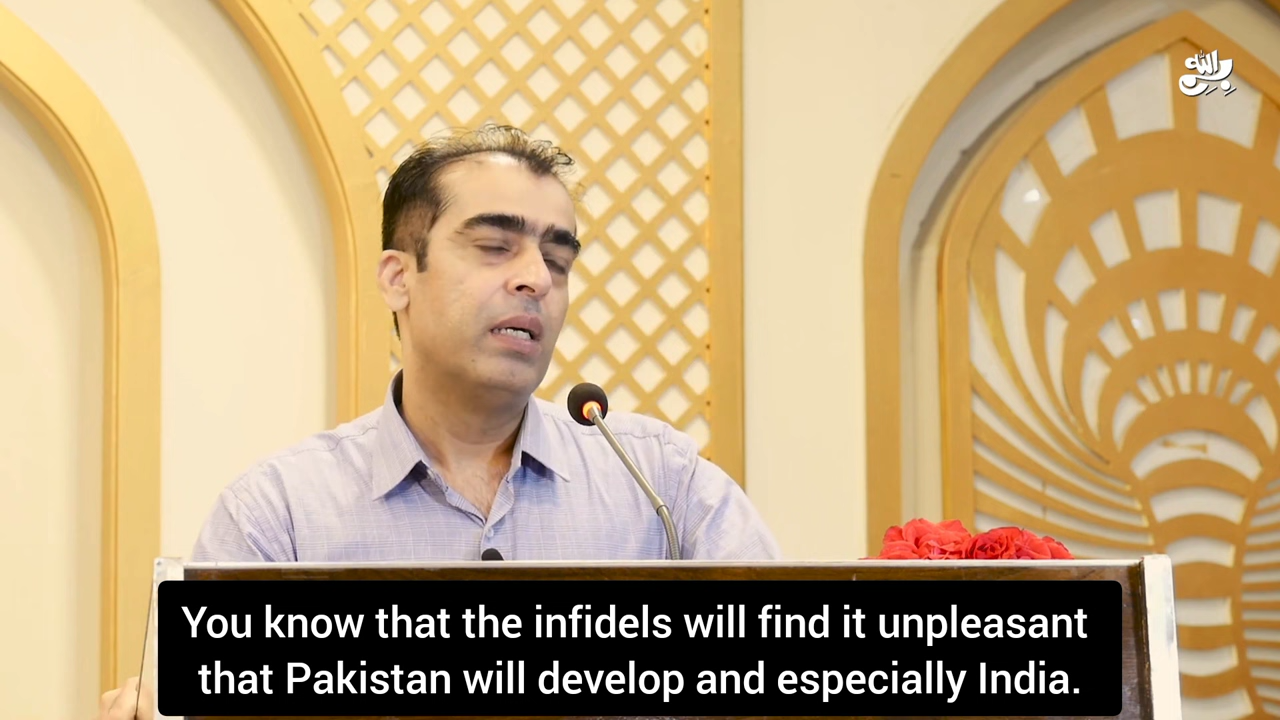 You know that the infidels will find it unpleasant
that Pakistan will develop and especially India.